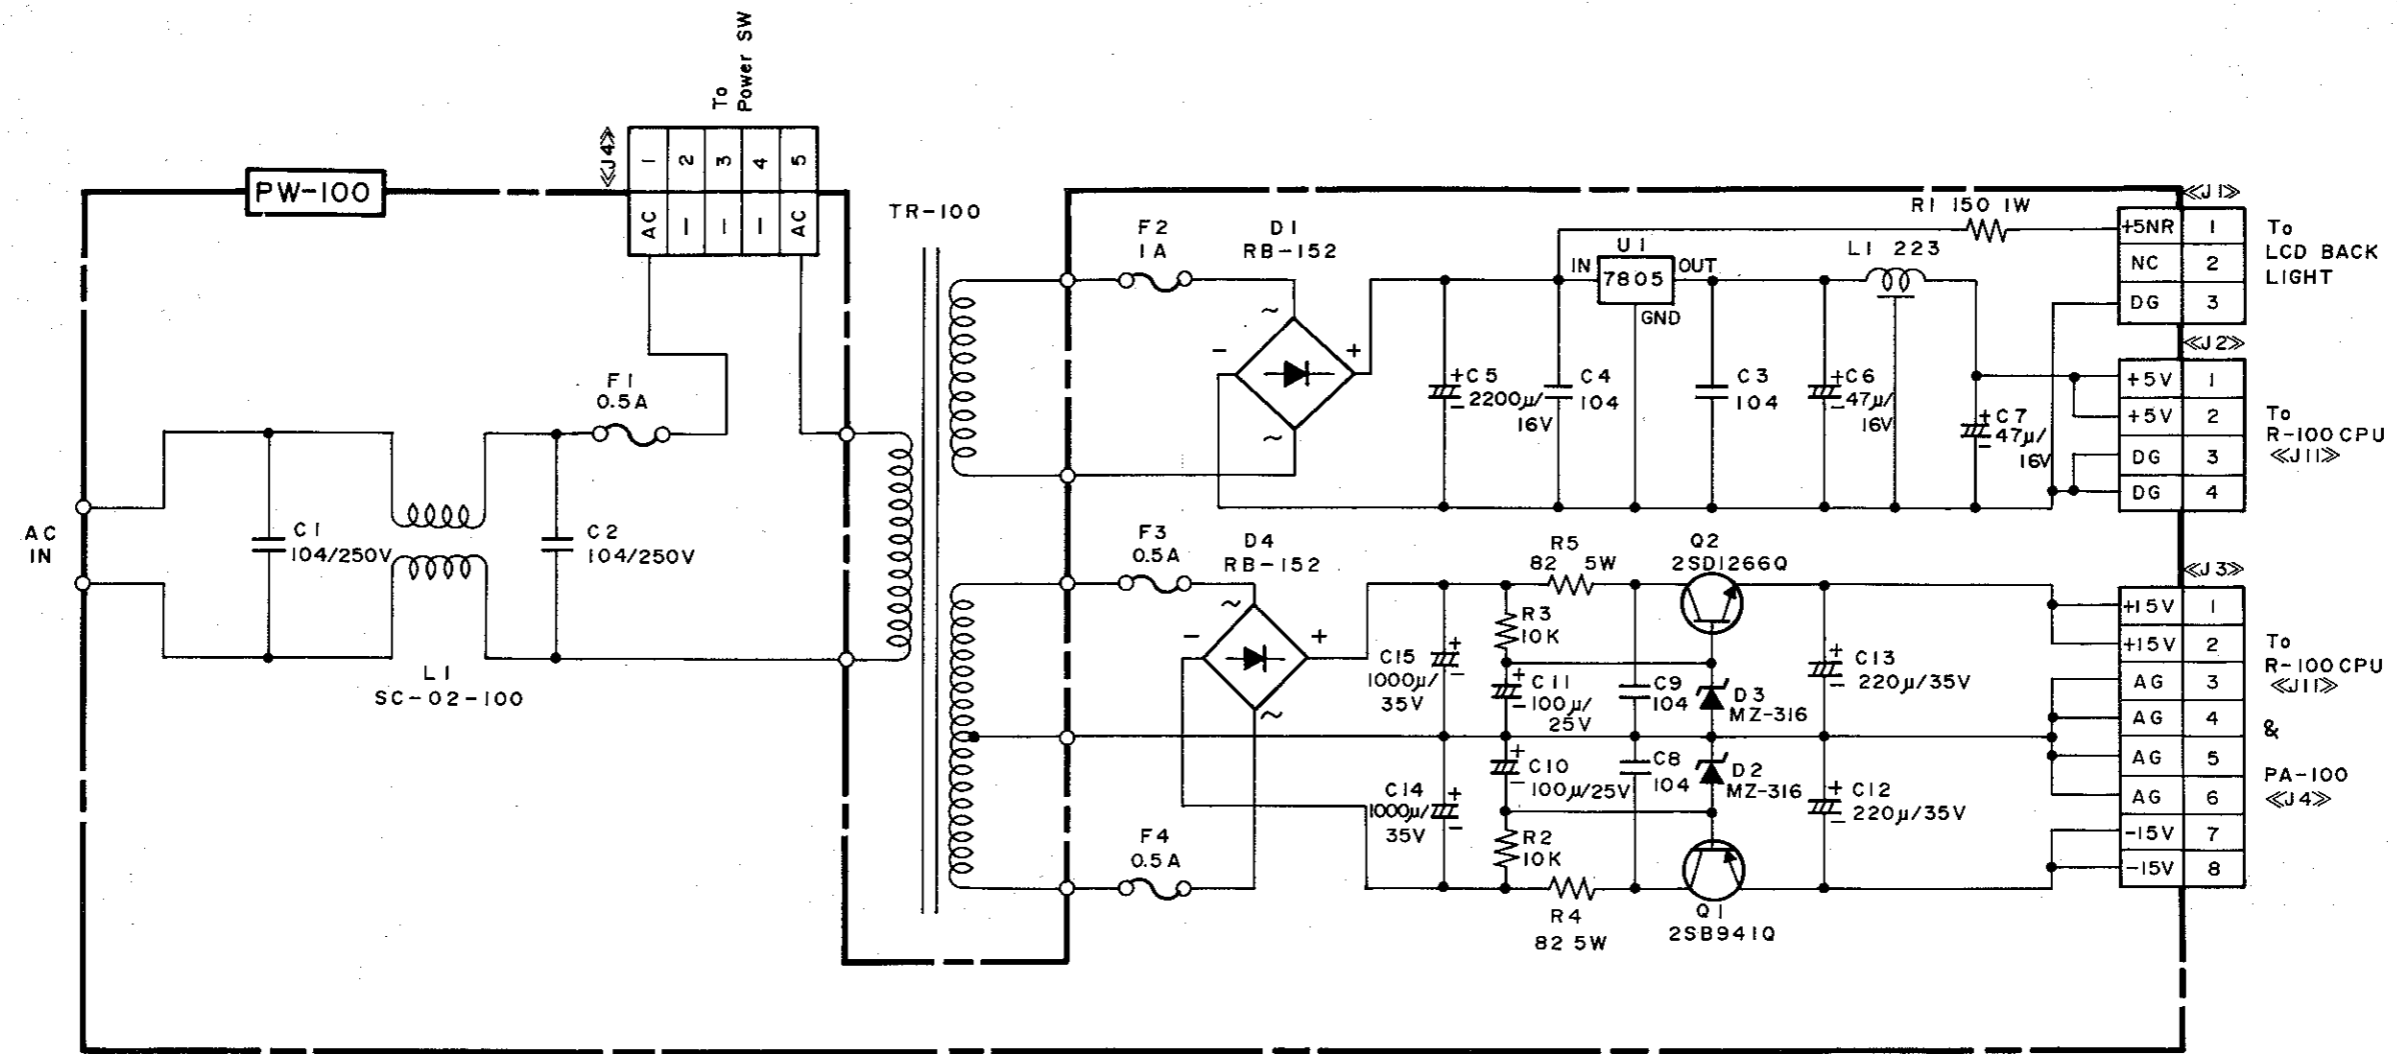 To
Power SW
≪J4≫
1 2 3 4 5
AC – – – AC
PW-100
TR-100
F1
0.5A
AC
IN
C1
104/250V
C2
104/250V
L1
SC-02-100
F2
1A
D1
RB-152
~
-
+
~
IN
U1
7805
OUT
GND
R1 150 1W
L1 223
+C5
- 2200μ/
16V
C4
104
C3
104
+C6
- 47μ/
16V
+C7
- 47μ/
16V
≪J1≫
+5NR 1
NC 2
DG 3
To
LCD BACK
LIGHT
≪J2≫
+5V 1
+5V 2
DG 3
DG 4
To
R-100 CPU
≪J11≫
F3
0.5A
D4
RB-152
~
-
+
~
F4
0.5A
C15 +
1000μ/ -
35V
C14 +
1000μ/
35V -
R5
82 5W
R3
10K
+ C11
- 100μ/
25V
+ C10
- 100μ/25V
R2
10K
R4
82 5W
C9
104
C8
104
Q2
2SD1266Q
D3
MZ-316
D2
MZ-316
Q1
2SB941Q
+ C13
- 220μ/35V
+ C12
- 220μ/35V
≪J3≫
+15V 1
+15V 2
AG 3
AG 4
AG 5
AG 6
-15V 7
-15V 8
To
R-100 CPU
≪J11≫
&
PA-100
≪J4≫